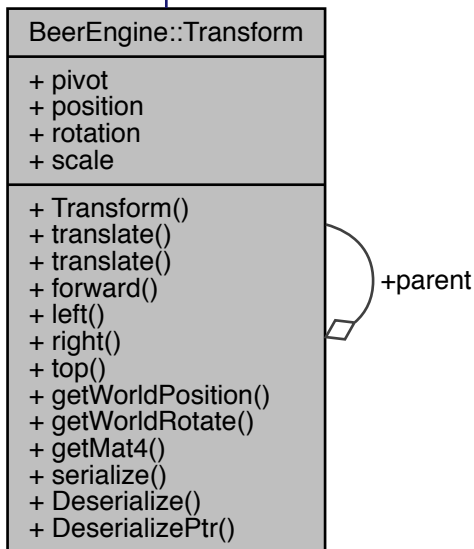 BeerEngine::Transform
+ pivot
+ position
+ rotation
+ scale
+ Transform()
+ translate()
+ translate()
+ forward()
+ left()
+ right()
+ top()
+ getWorldPosition()
+ getWorldRotate()
+ getMat4()
+ serialize()
+ Deserialize()
+ DeserializePtr()
+parent